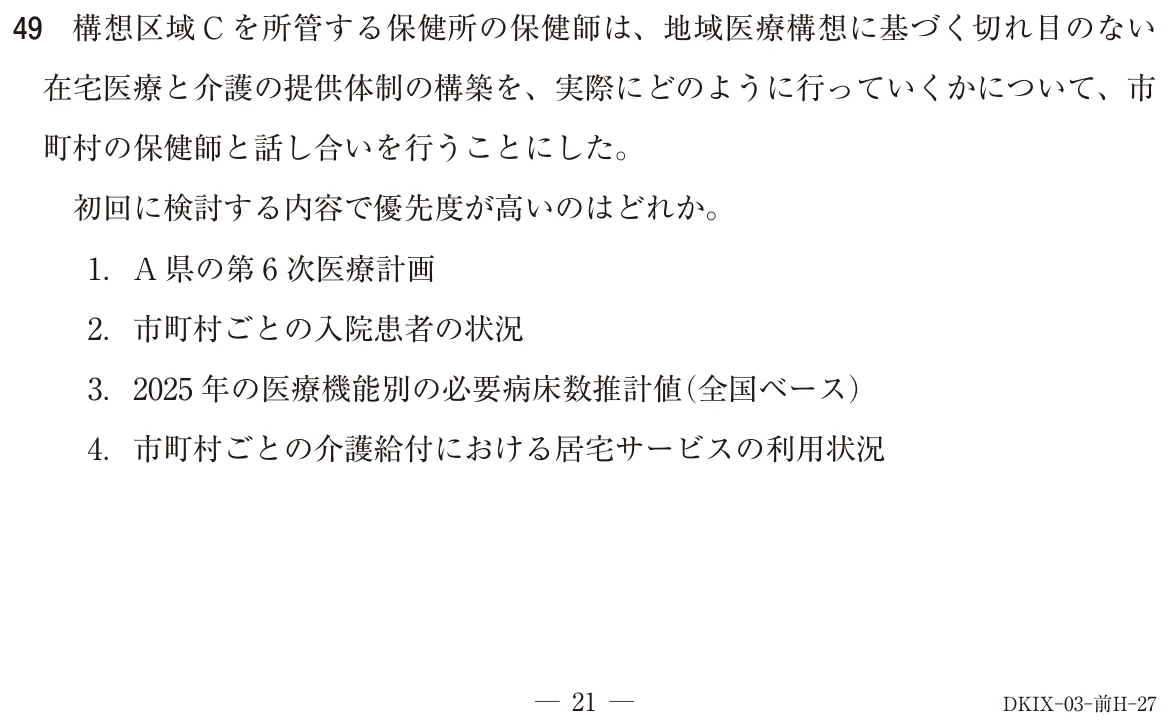 49 構想区域Cを所管する保健所の保健師は、地域医療構想に基づく切れ目のない
在宅医療と介護の提供体制の構築を、実際にどのように行っていくかについて、市
町村の保健師と話し合いを行うことにした。
初回に検討する内容で優先度が高いのはどれか。
1. A県の第6次医療計画
2. 市町村ごとの入院患者の状況
3. 2025年の医療機能別の必要病床数推計値(全国ベース)
4. 市町村ごとの介護給付における居宅サービスの利用状況
— 21 —
DKIX-03-前H-27